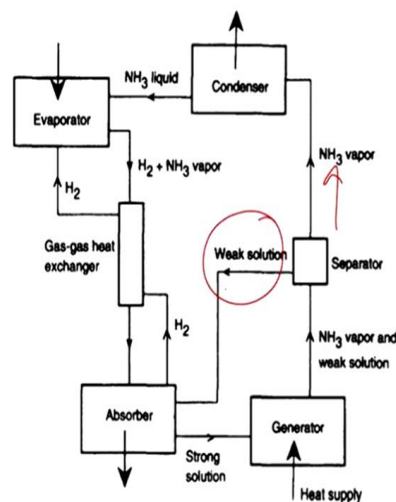 NH3 liquid
Condenser
Evaporator
NH3 vapor
H2 + NH3 vapor
H2
Gas-gas heat
exchanger
Weak solution
Separator
H2
NH3 vapor and
weak solution
Absorber
Generator
Strong
solution
Heat supply